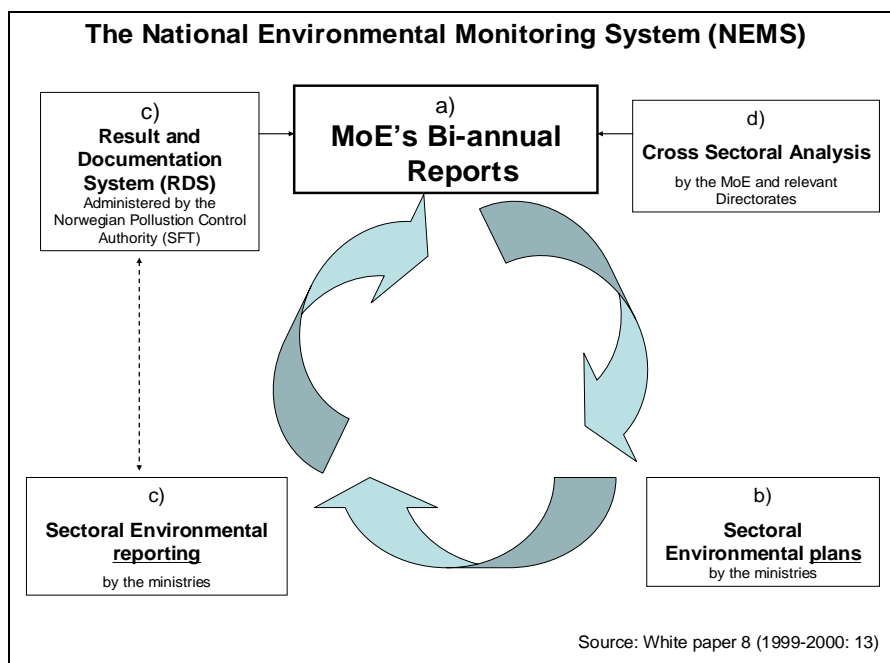 The National Environmental Monitoring System (NEMS)
c)
Result and
Documentation
System (RDS)
Administered by the
Norwegian Pollustion Control
Authority (SFT)
a)
MoE's Bi-annual
Reports
d)
Cross Sectoral Analysis
by the MoE and relevant
Directorates
c)
Sectoral Environmental
reporting
by the ministries
b)
Sectoral
Environmental plans
by the ministries
Source: White paper 8 (1999-2000: 13)